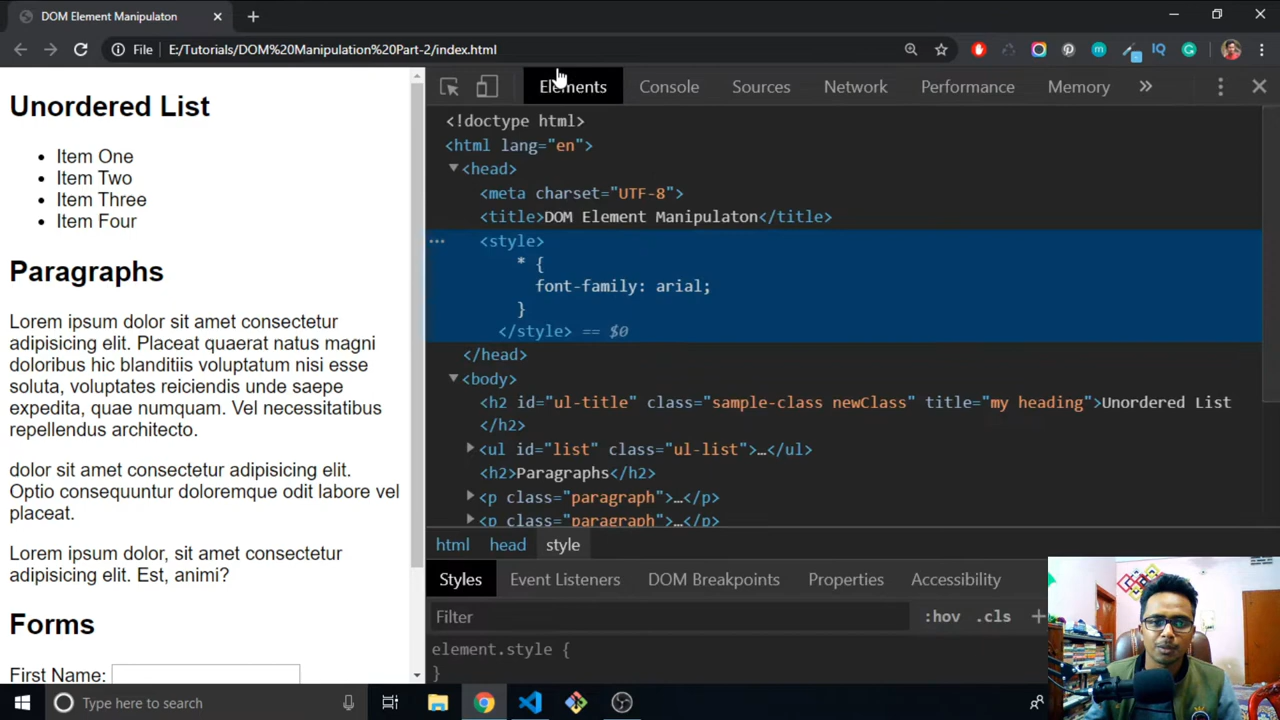 DOM Element Manipulaton
File E:/Tutorials/DOM%20Manipulation%20Part-2/index.html
Unordered List
Item One
Item Two
Item Three
Item Four
Paragraphs
Lorem ipsum dolor sit amet consectetur
adipisicing elit. Placeat quaerat natus magni
doloribus hic blanditiis voluptatum nisi esse
soluta, voluptates reiciendis unde saepe
expedita, quae numquam. Vel necessitatibus
repellendus architecto.
dolor sit amet consectetur adipisicing elit.
Optio consequuntur doloremque odit labore vel
placeat.
Lorem ipsum dolor, sit amet consectetur
adipisicing elit. Est, animi?
Forms
First Name:
Elements Console Sources Network Performance Memory »
<!doctype html>
<html lang="en">
<head>
<meta charset="UTF-8">
<title>DOM Element Manipulaton</title>
<style>
* {
font-family: arial;
}
</style> == $0
</head>
<body>
<h2 id="ul-title" class="sample-class newClass" title="my heading">Unordered List
</h2>
<ul id="list" class="ul-list">…</ul>
<h2>Paragraphs</h2>
<p class="paragraph">…</p>
<p class="paragraph">…</p>
html head style
Styles Event Listeners DOM Breakpoints Properties Accessibility
Filter :hov .cls +
element.style {
}
Type here to search